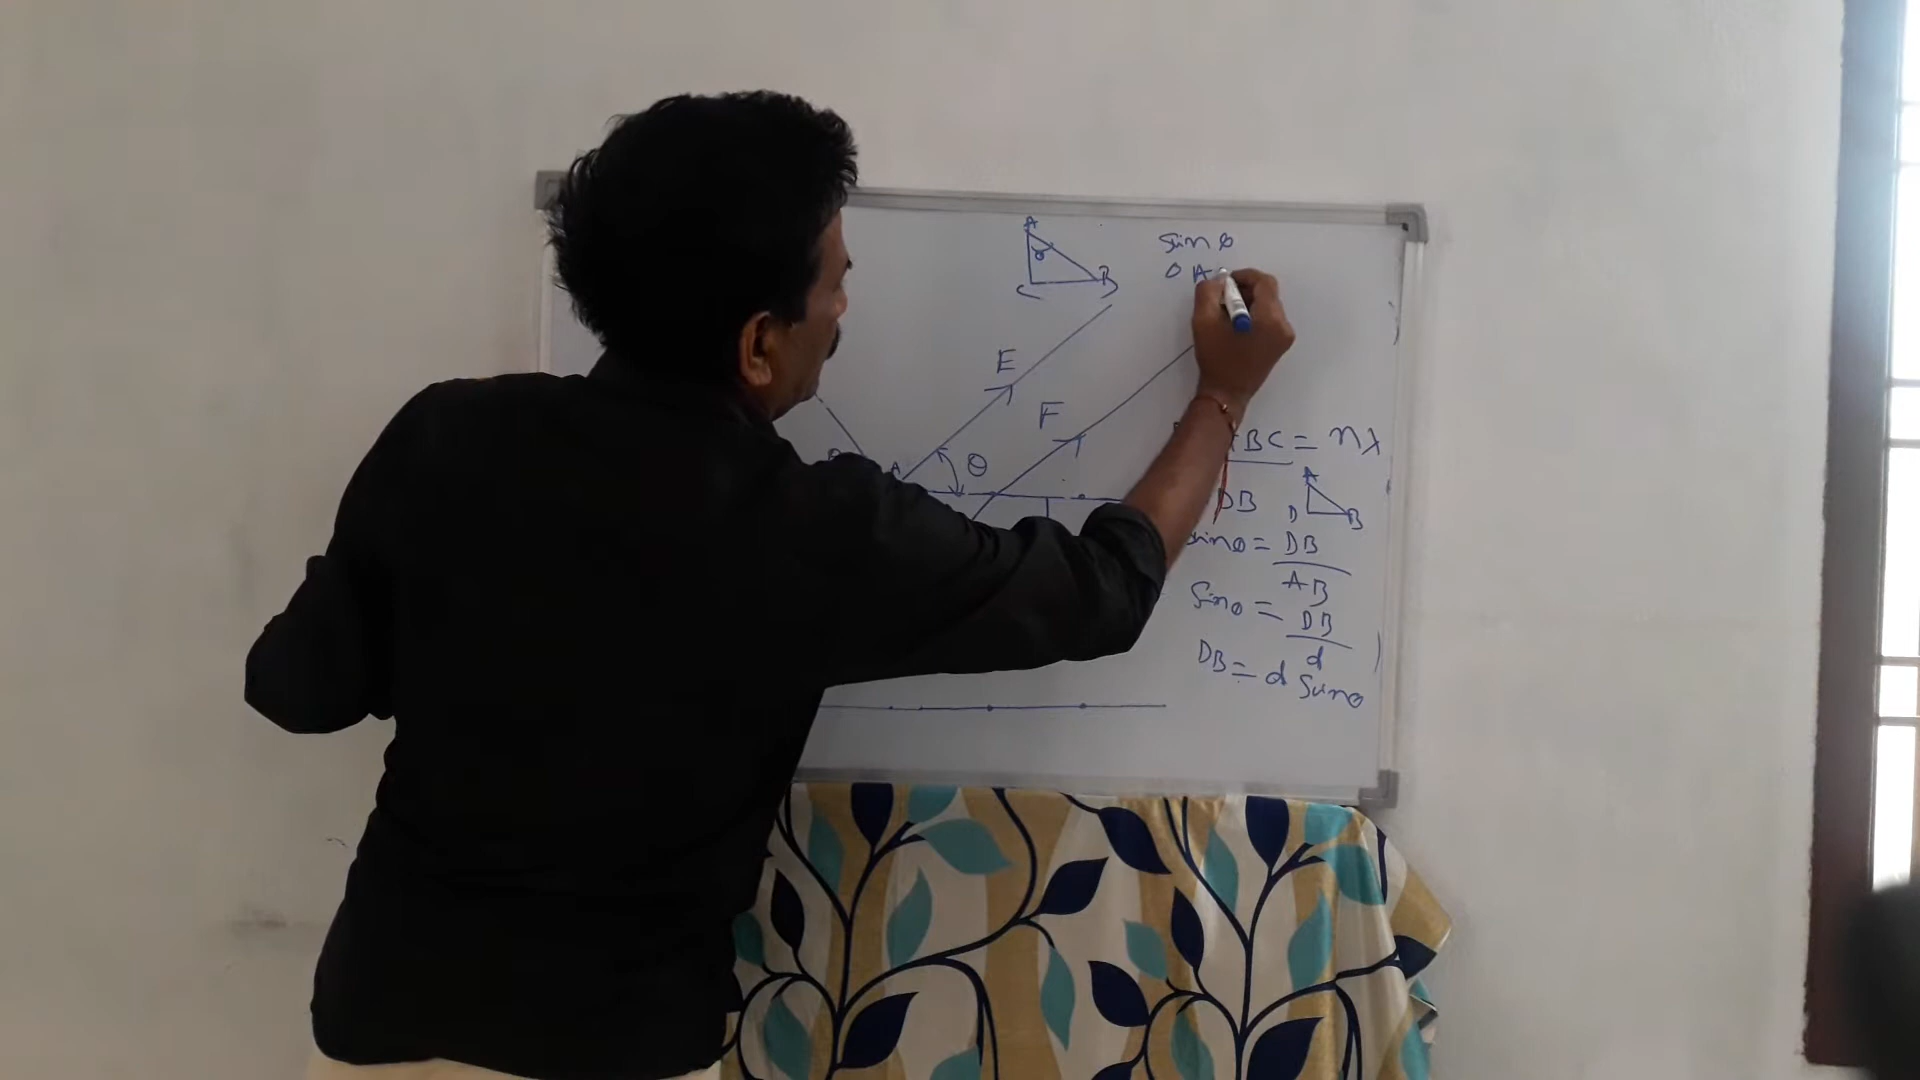 A
θ
C B
sin θ
θ A
E
F
θ
A
BC = nλ
A
DB
D B
sinθ = DB
AB
sinθ = DB
d
DB = d sinθ